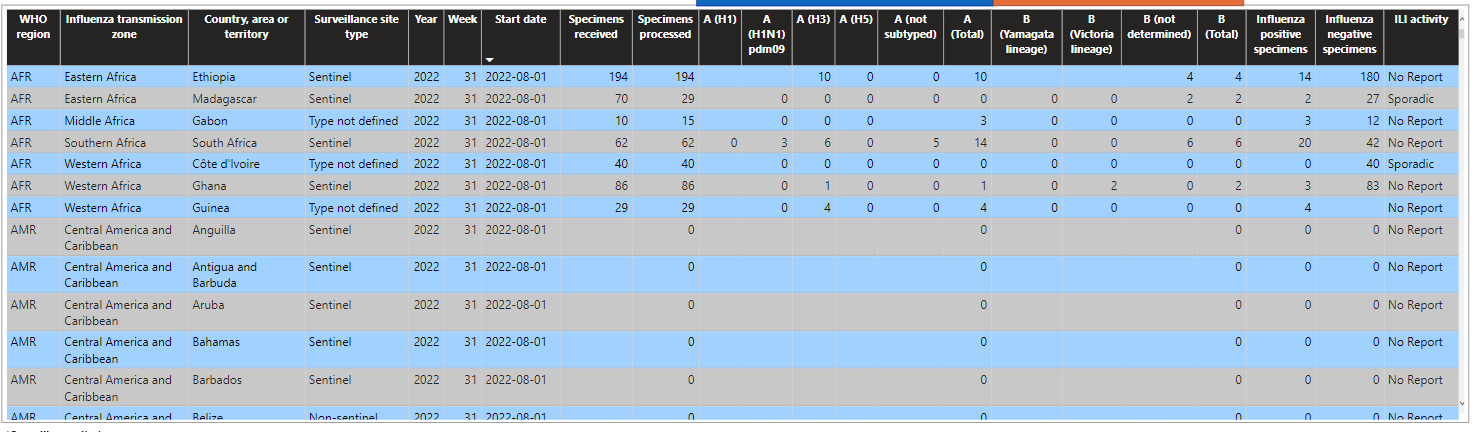 WHO region Influenza transmission zone Country, area or territory Surveillance site type Year Week Start date Specimens received Specimens processed A (H1) A (H1N1) pdm09 A (H3) A (H5) A (not subtyped) A (Total) B (Yamagata lineage) B (Victoria lineage) B (not determined) B (Total) Influenza positive specimens Influenza negative specimens ILI activity
AFR Eastern Africa Ethiopia Sentinel 2022 31 2022-08-01 194 194 10 0 0 10 4 4 14 180 No Report
AFR Eastern Africa Madagascar Sentinel 2022 31 2022-08-01 70 29 0 0 0 0 0 0 0 2 2 2 27 Sporadic
AFR Middle Africa Gabon Type not defined 2022 31 2022-08-01 10 15 0 0 0 3 0 0 0 3 12 No Report
AFR Southern Africa South Africa Sentinel 2022 31 2022-08-01 62 62 0 3 6 0 5 14 0 0 6 6 20 42 No Report
AFR Western Africa Côte d'Ivoire Type not defined 2022 31 2022-08-01 40 40 0 0 0 0 0 0 0 0 0 0 40 Sporadic
AFR Western Africa Ghana Sentinel 2022 31 2022-08-01 86 86 0 1 0 0 1 0 2 0 2 3 83 No Report
AFR Western Africa Guinea Type not defined 2022 31 2022-08-01 29 29 0 4 0 0 4 0 0 0 0 4 No Report
AMR Central America and Caribbean Anguilla Sentinel 2022 31 2022-08-01 0 0 0 0 0 No Report
AMR Central America and Caribbean Antigua and Barbuda Sentinel 2022 31 2022-08-01 0 0 0 0 0 No Report
AMR Central America and Caribbean Aruba Sentinel 2022 31 2022-08-01 0 0 0 0 0 No Report
AMR Central America and Caribbean Bahamas Sentinel 2022 31 2022-08-01 0 0 0 0 0 No Report
AMR Central America and Caribbean Barbados Sentinel 2022 31 2022-08-01 0 0 0 0 0 No Report
AMR Central America and Belize Non-sentinel 2022 31 2022-08-01 0 0 0 0 0 No Report